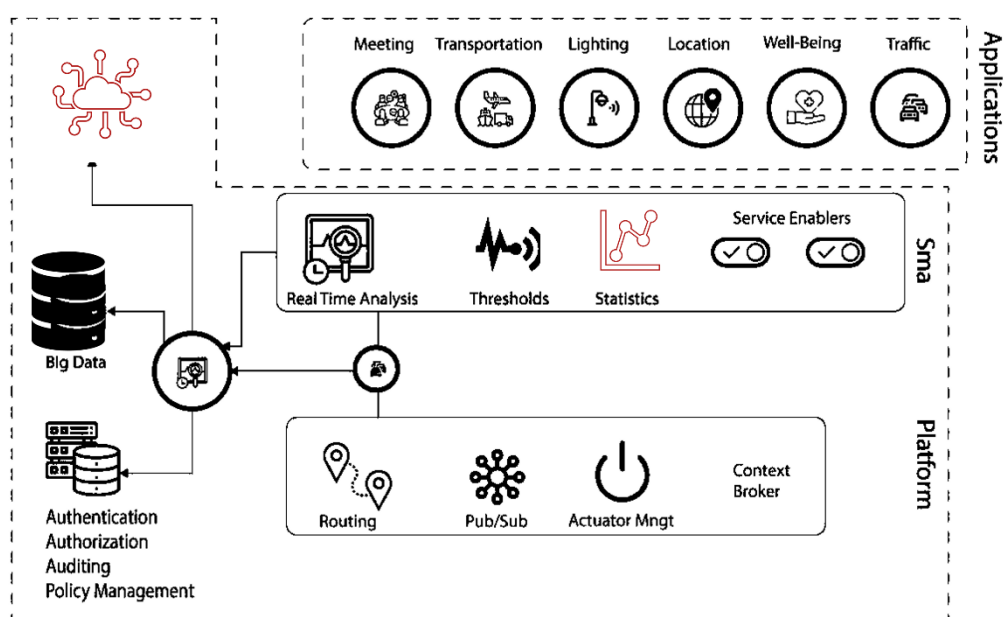 Meeting
Transportation
Lighting
Location
Well-Being
Traffic
Applications
Service Enablers
Real Time Analysis
Thresholds
Statistics
Sma
Big Data
Platform
Context
Broker
Routing
Pub/Sub
Actuator Mngt
Authentication
Authorization
Auditing
Policy Management